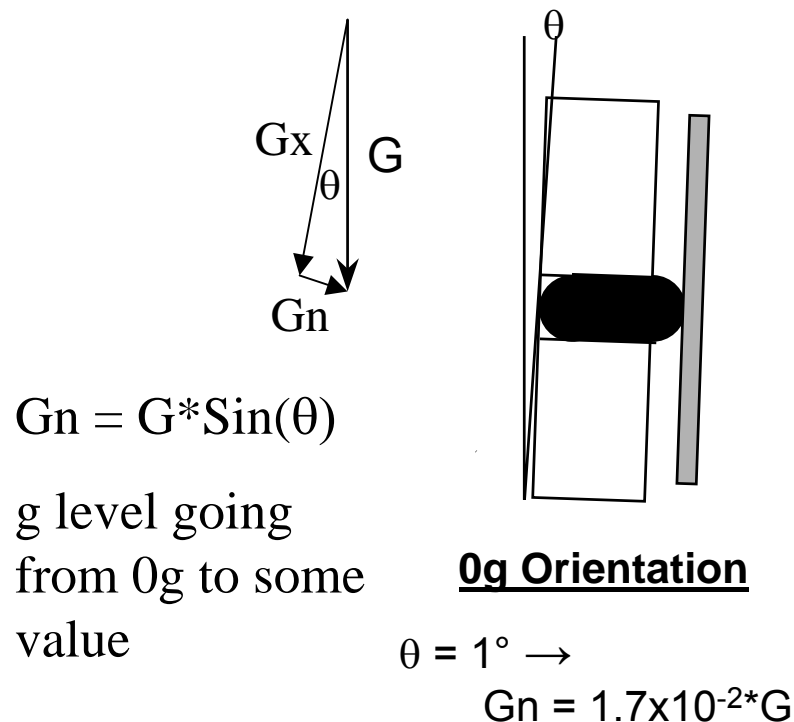 θ
Gx
G
θ
Gn
Gn = G*Sin(θ)
g level going
from 0g to some
value
0g Orientation
θ = 1° →
Gn = 1.7x10⁻²*G